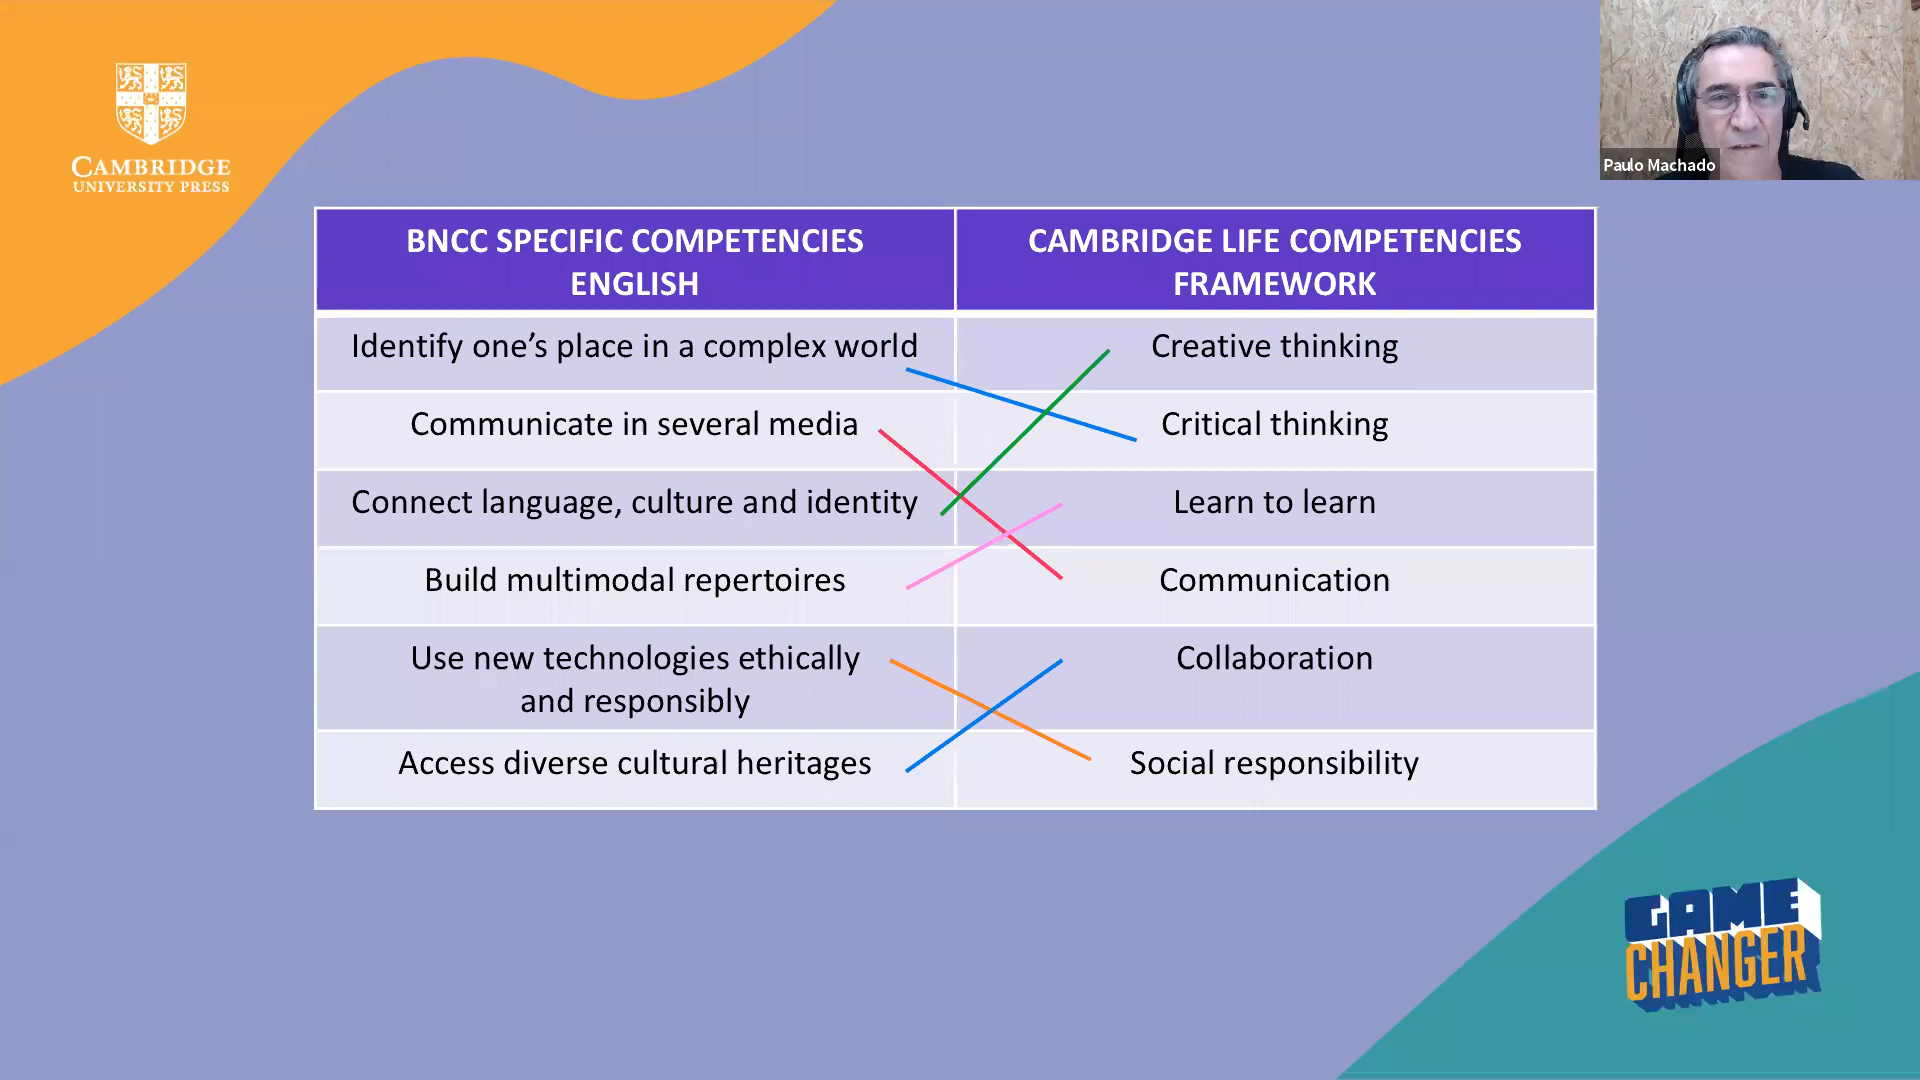 CAMBRIDGE
UNIVERSITY PRESS
Paulo Machado
BNCC SPECIFIC COMPETENCIES
ENGLISH
CAMBRIDGE LIFE COMPETENCIES
FRAMEWORK
Identify one’s place in a complex world
Creative thinking
Communicate in several media
Critical thinking
Connect language, culture and identity
Learn to learn
Build multimodal repertoires
Communication
Use new technologies ethically
and responsibly
Collaboration
Access diverse cultural heritages
Social responsibility
GAME
CHANGER